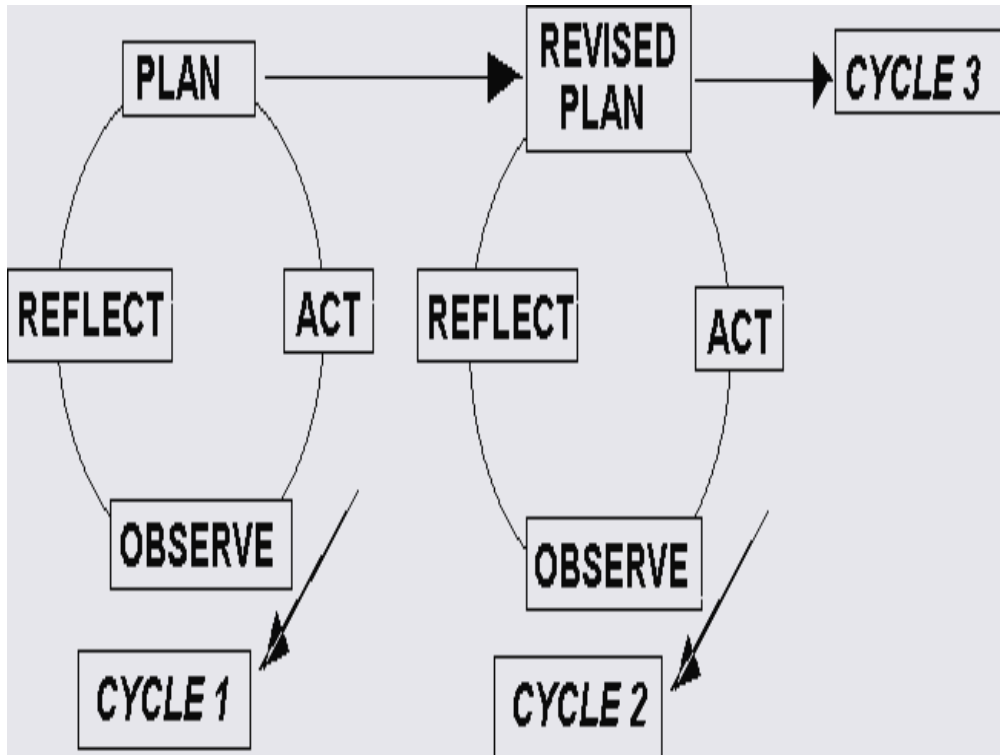 PLAN
REVISED
PLAN
CYCLE 3
REFLECT
ACT
REFLECT
ACT
OBSERVE
OBSERVE
CYCLE 1
CYCLE 2